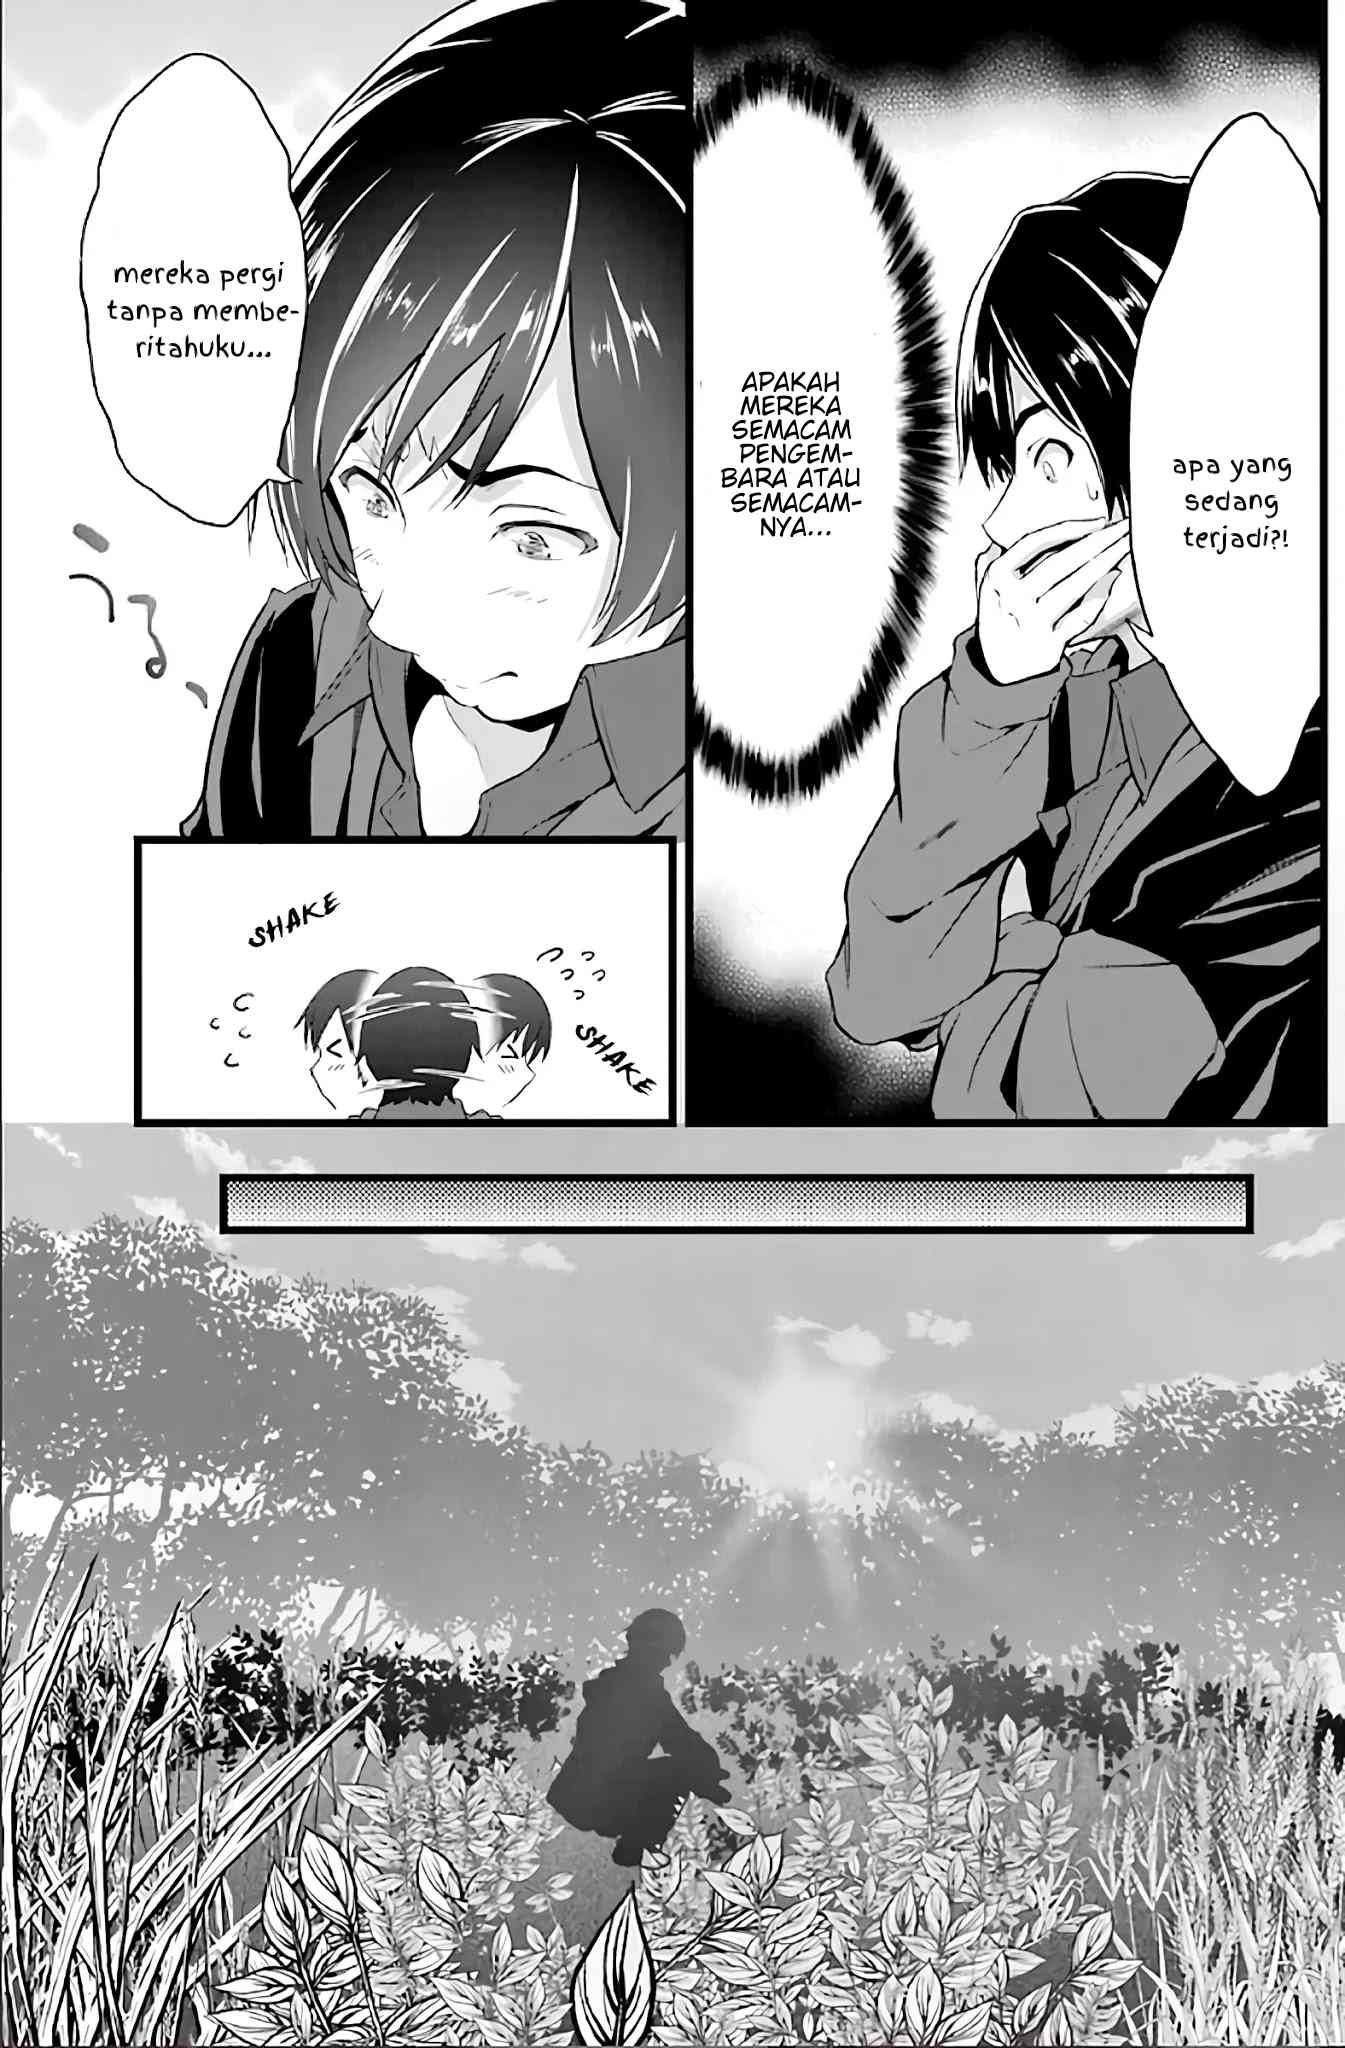 apa yang
sedang
terjadi?!
APAKAH
MEREKA
SEMACAM
PENGEM-
BARA ATAU
SEMACAM-
NYA...
mereka pergi
tanpa membe-
ritahuku...
SHAKE
SHAKE